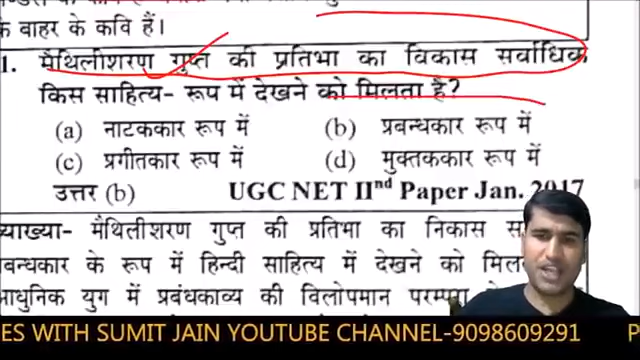 के बाहर के कवि हैं।
1. मैथिलीशरण गुप्त की प्रतिभा का विकास सर्वाधिक
किस साहित्य- रूप में देखने को मिलता है?
(a) नाटककार रूप में (b) प्रबन्धकार रूप में
(c) प्रगीतकार रूप में (d) मुक्तककार रूप में
उत्तर (b) UGC NET IInd Paper Jan. 2017
व्याख्या- मैथिलीशरण गुप्त की प्रतिभा का निकास
प्रबन्धकार के रूप में हिन्दी साहित्य में देखने को
आधुनिक युग में प्रबंधकाव्य की विलोपमान परम्परा
ES WITH SUMIT JAIN YOUTUBE CHANNEL-9098609291 P